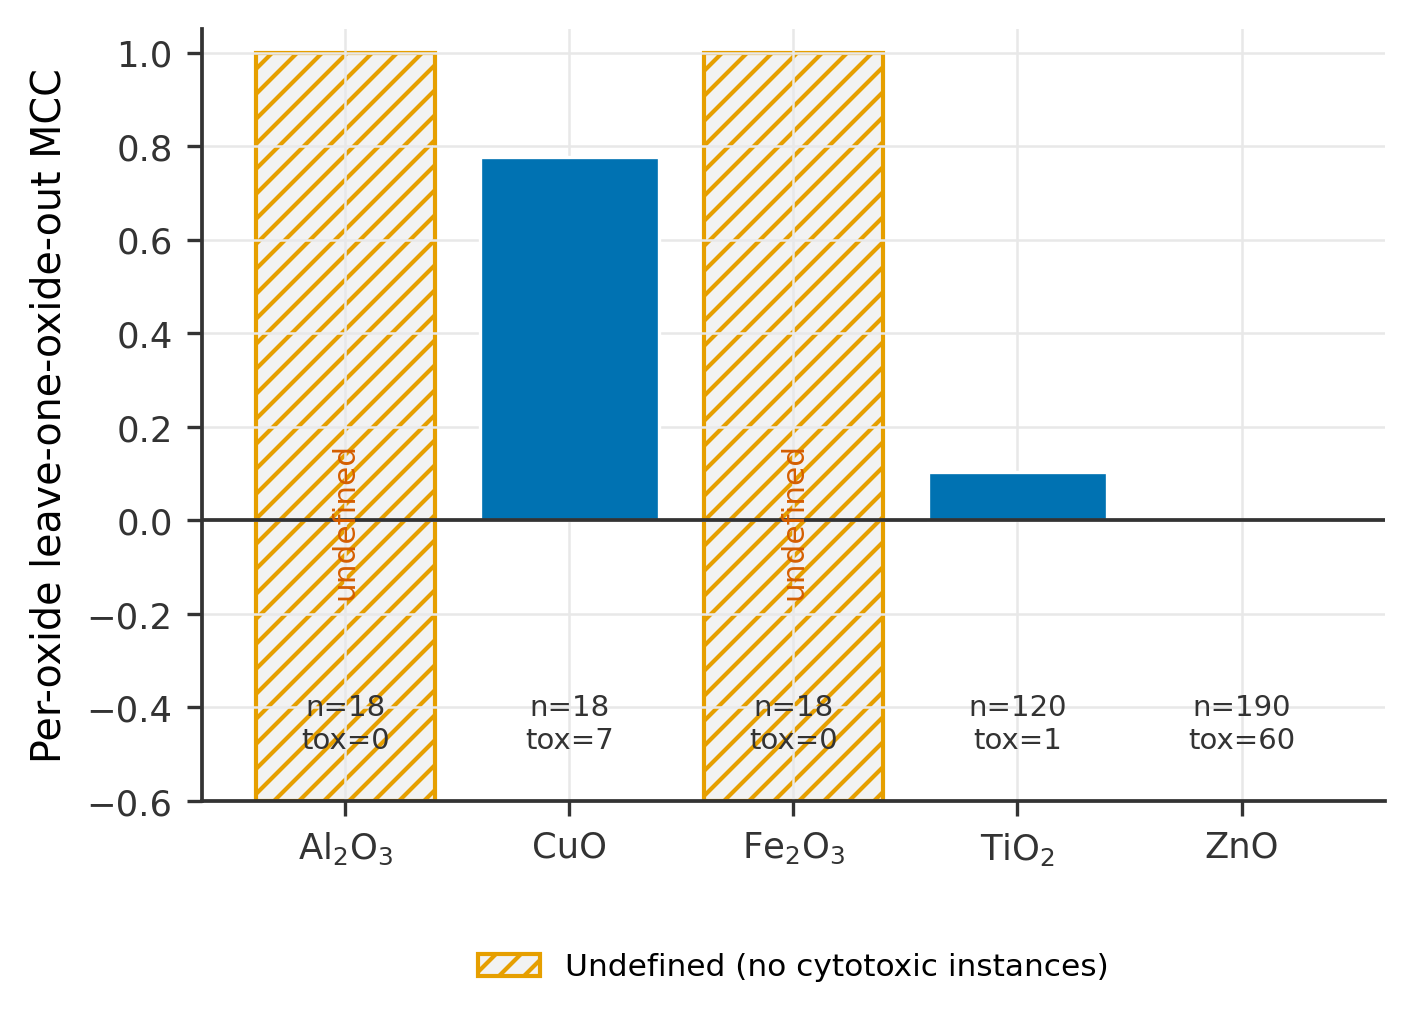 Per-oxide leave-one-oxide-out MCC
1.0
0.8
0.6
0.4
0.2
0.0
−0.2
−0.4
−0.6
undefined
undefined
n=18
tox=0
n=18
tox=7
n=18
tox=0
n=120
tox=1
n=190
tox=60
Al₂O₃
CuO
Fe₂O₃
TiO₂
ZnO
Undefined (no cytotoxic instances)